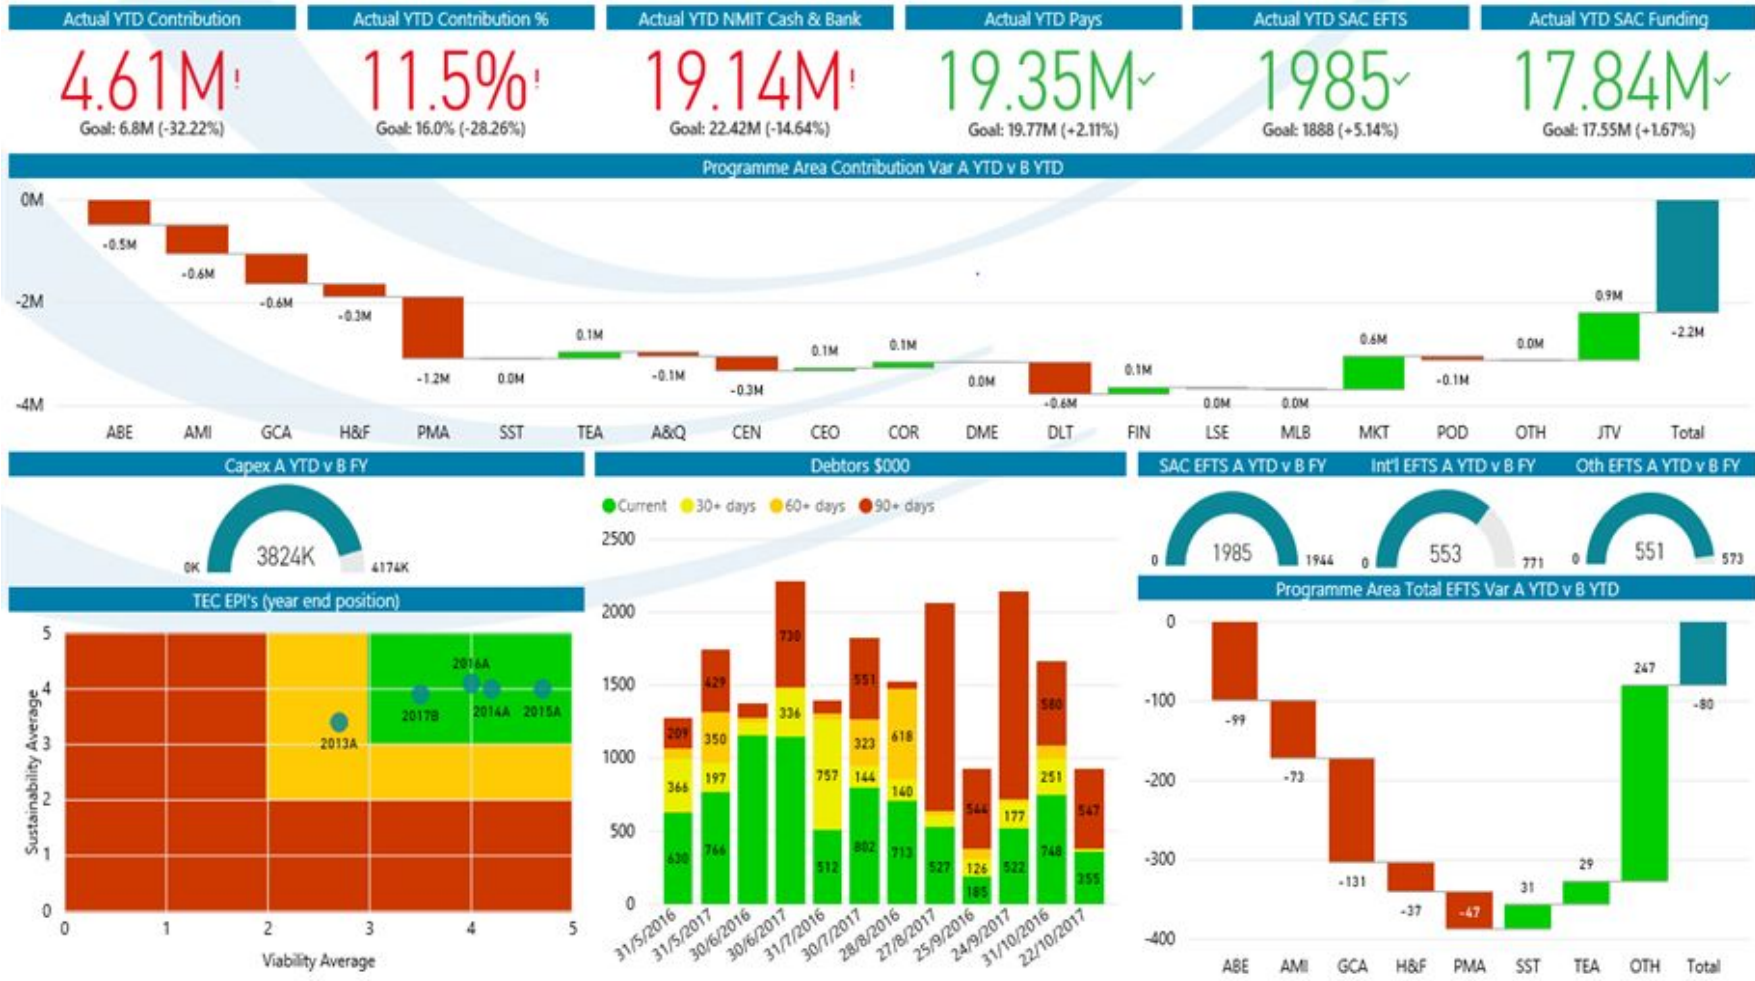 Actual YTD Contribution
4.61M!
Goal: 6.8M (-32.22%)
Actual YTD Contribution %
11.5%!
Goal: 16.0% (-28.26%)
Actual YTD NMIT Cash & Bank
19.14M!
Goal: 22.42M (-14.64%)
Actual YTD Pays
19.35M✓
Goal: 19.77M (+2.11%)
Actual YTD SAC EFTS
1985✓
Goal: 1888 (+5.14%)
Actual YTD SAC Funding
17.84M✓
Goal: 17.55M (+1.67%)
Programme Area Contribution Var A YTD v B YTD
0M
-2M
-4M
-0.5M
-0.6M
-0.6M
-0.3M
-1.2M
0.0M
0.1M
-0.1M
-0.3M
0.1M
0.1M
0.0M
-0.6M
0.1M
0.0M
0.0M
0.6M
-0.1M
0.0M
0.9M
-2.2M
ABE AMI GCA H&F PMA SST TEA A&Q CEN CEO COR DME DLT FIN LSE MLB MKT POD OTH JTV Total
Capex A YTD v B FY
3824K
0K
4174K
TEC EPI's (year end position)
Sustainability Average
5
4
3
2
1
0
2016A
2017B
2014A
2015A
2013A
0 1 2 3 4 5
Viability Average
Debtors $000
Current 30+ days 60+ days 90+ days
2500
2000
1500
1000
500
0
209
366
630
429
350
197
766
730
336
757
512
551
323
144
802
618
140
713
527
544
126
185
177
522
580
251
748
547
355
31/5/2016
31/5/2017
30/6/2016
30/6/2017
31/7/2016
30/7/2017
28/8/2016
27/8/2017
25/9/2016
24/9/2017
31/10/2016
22/10/2017
SAC EFTS A YTD v B FY
1985
0
1944
Int'l EFTS A YTD v B FY
553
0
771
Oth EFTS A YTD v B FY
551
0
573
Programme Area Total EFTS Var A YTD v B YTD
0
-100
-200
-300
-400
-99
-73
-131
-37
-47
31
29
247
-80
ABE AMI GCA H&F PMA SST TEA OTH Total